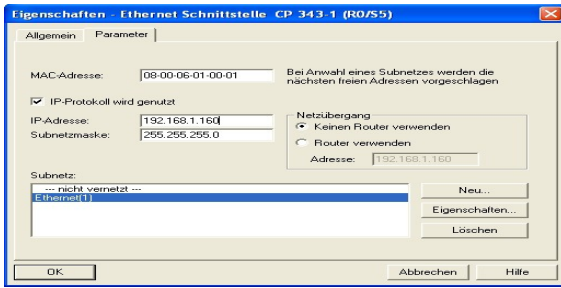 Eigenschaften - Ethernet Schnittstelle CP 343-1 (R0/S5)
Allgemein Parameter
MAC-Adresse: 08-00-06-01-00-01
Bei Anwahl eines Subnetzes werden die
nächsten freien Adressen vorgeschlagen
IP-Protokoll wird genutzt
IP-Adresse: 192.168.1.160
Subnetzmaske: 255.255.255.0
Netzübergang
Keinen Router verwenden
Router verwenden
Adresse: 192.168.1.160
Subnetz:
--- nicht vernetzt ---
Ethernet(1)
Neu...
Eigenschaften...
Löschen
OK Abbrechen Hilfe